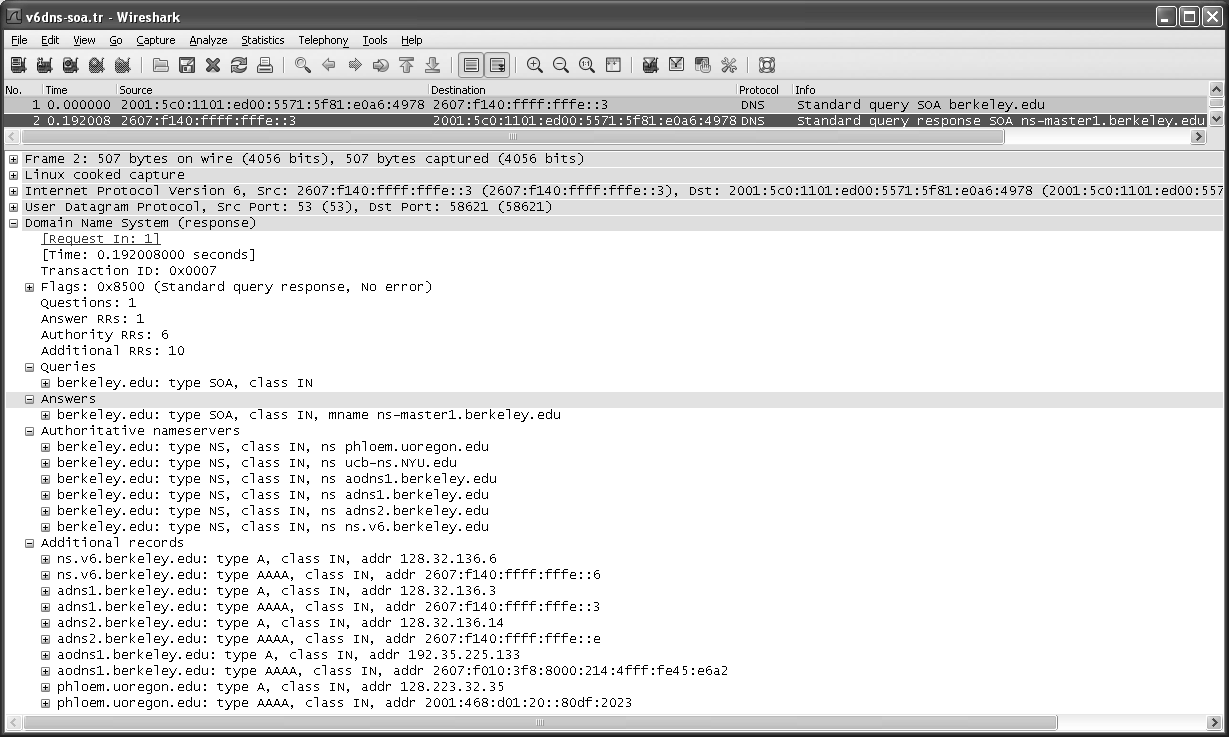 v6dns-soa.tr - Wireshark
File Edit View Go Capture Analyze Statistics Telephony Tools Help
No. Time Source Destination Protocol Info
1 0.000000 2001:5c0:1101:ed00:5571:5f81:e0a6:4978 2607:f140:ffff:fffe::3 DNS Standard query SOA berkeley.edu
2 0.192008 2607:f140:ffff:fffe::3 2001:5c0:1101:ed00:5571:5f81:e0a6:4978 DNS Standard query response SOA ns-master1.berkeley.edu
Frame 2: 507 bytes on wire (4056 bits), 507 bytes captured (4056 bits)
Linux cooked capture
Internet Protocol Version 6, Src: 2607:f140:ffff:fffe::3 (2607:f140:ffff:fffe::3), Dst: 2001:5c0:1101:ed00:5571:5f81:e0a6:4978 (2001:5c0:1101:ed00:557
User Datagram Protocol, Src Port: 53 (53), Dst Port: 58621 (58621)
Domain Name System (response)
[Request In: 1]
[Time: 0.192008000 seconds]
Transaction ID: 0x0007
Flags: 0x8500 (Standard query response, No error)
Questions: 1
Answer RRs: 1
Authority RRs: 6
Additional RRs: 10
Queries
berkeley.edu: type SOA, class IN
Answers
berkeley.edu: type SOA, class IN, mname ns-master1.berkeley.edu
Authoritative nameservers
berkeley.edu: type NS, class IN, ns phloem.uoregon.edu
berkeley.edu: type NS, class IN, ns ucb-ns.NYU.edu
berkeley.edu: type NS, class IN, ns aodns1.berkeley.edu
berkeley.edu: type NS, class IN, ns adns1.berkeley.edu
berkeley.edu: type NS, class IN, ns adns2.berkeley.edu
berkeley.edu: type NS, class IN, ns ns.v6.berkeley.edu
Additional records
ns.v6.berkeley.edu: type A, class IN, addr 128.32.136.6
ns.v6.berkeley.edu: type AAAA, class IN, addr 2607:f140:ffff:fffe::6
adns1.berkeley.edu: type A, class IN, addr 128.32.136.3
adns1.berkeley.edu: type AAAA, class IN, addr 2607:f140:ffff:fffe::3
adns2.berkeley.edu: type A, class IN, addr 128.32.136.14
adns2.berkeley.edu: type AAAA, class IN, addr 2607:f140:ffff:fffe::e
aodns1.berkeley.edu: type A, class IN, addr 192.35.225.133
aodns1.berkeley.edu: type AAAA, class IN, addr 2607:f010:3f8:8000:214:4fff:fe45:e6a2
phloem.uoregon.edu: type A, class IN, addr 128.223.32.35
phloem.uoregon.edu: type AAAA, class IN, addr 2001:468:d01:20::80df:2023